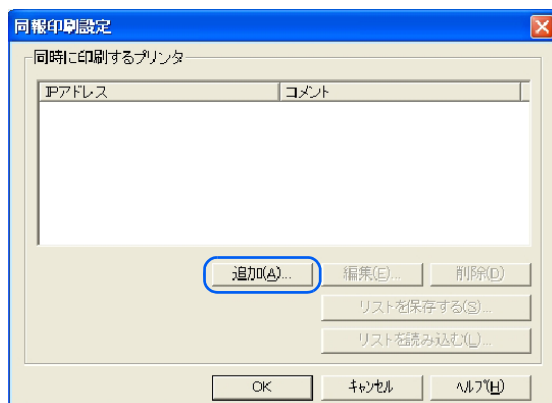 同報印刷設定
同時に印刷するプリンタ
IPアドレス コメント
追加(A)... 編集(E)... 削除(D)
リストを保存する(S)...
リストを読み込む(L)...
OK キャンセル ヘルプ(H)